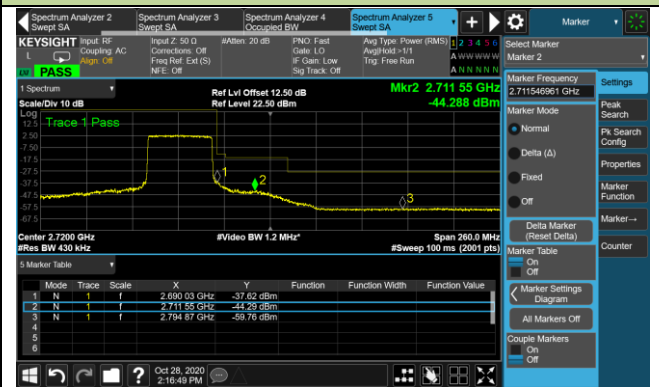 Spectrum Analyzer 2 Spectrum Analyzer 3 Spectrum Analyzer 4 Spectrum Analyzer 5
Swept SA Swept SA Occupied BW Swept SA
Marker
KEYSIGHT Input: RF Input Z: 50 Ω #Atten: 20 dB PNO: Fast Avg Type: Power (RMS) 1 2 3 4 5 6
L Coupling: AC Corrections: Off Gate: LO Avg|Hold:>1/1 A W W W W W
Align: Off Freq Ref: Ext (S) IF Gain: Low Trig: Free Run
LU PASS NFE: Off Sig Track: Off A N N N N N
1 Spectrum
Scale/Div 10 dB
Ref Lvl Offset 12.50 dB
Ref Level 22.50 dBm
Mkr2 2.711 55 GHz
-44.288 dBm
Log
Trace 1 Pass
12.5
2.50
-7.50
-17.5
-27.5
-37.5
-47.5
-57.5
-67.5
1
2
3
Center 2.7200 GHz #Video BW 1.2 MHz* Span 260.0 MHz
#Res BW 430 kHz #Sweep 100 ms (2001 pts)
5 Marker Table
Mode Trace Scale X Y Function Function Width Function Value
1 N 1 f 2.690 03 GHz -37.62 dBm
2 N 1 f 2.711 55 GHz -44.29 dBm
3 N 1 f 2.794 87 GHz -59.76 dBm
4
5
6
Select Marker
Marker 2
Marker Frequency
2.711546961 GHz
Marker Mode
Normal
Delta (Δ)
Fixed
Off
Delta Marker
(Reset Delta)
Marker Table
On
Off
Marker Settings
Diagram
All Markers Off
Couple Markers
On
Off
Settings
Peak
Search
Pk Search
Config
Properties
Marker
Function
Marker→
Counter
Oct 28, 2020
2:16:49 PM